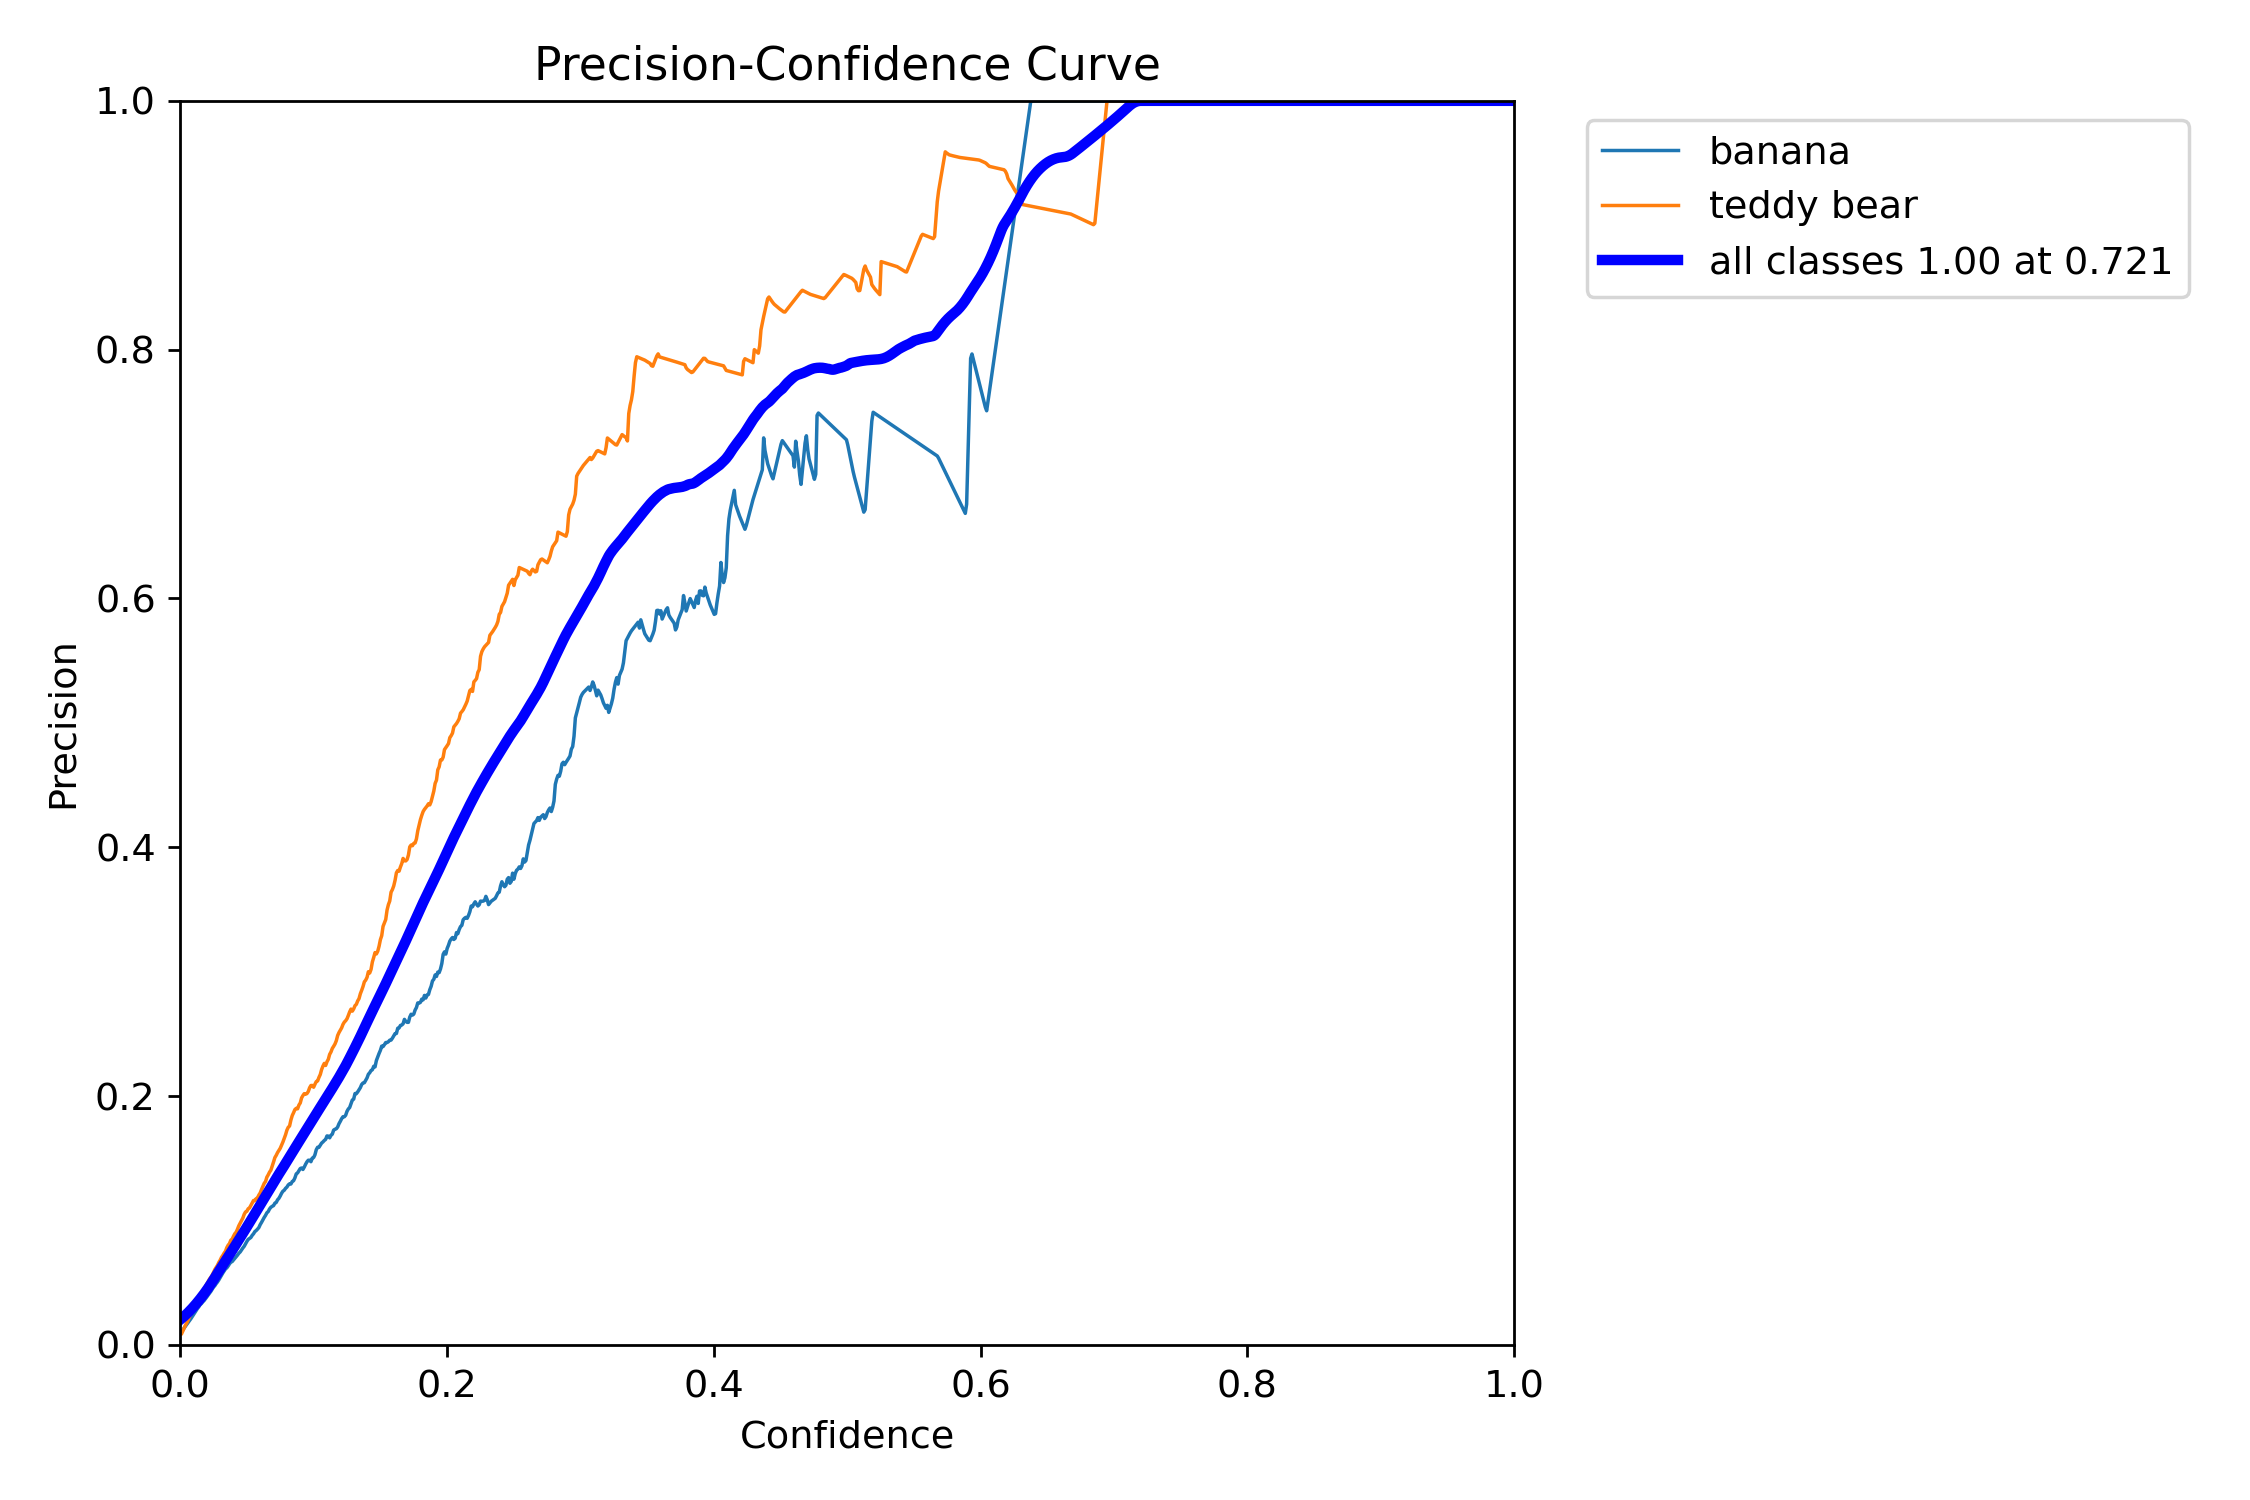 Precision-Confidence Curve
1.0
0.8
0.6
0.4
0.2
0.0
Precision
0.0 0.2 0.4 0.6 0.8 1.0
Confidence
banana
teddy bear
all classes 1.00 at 0.721